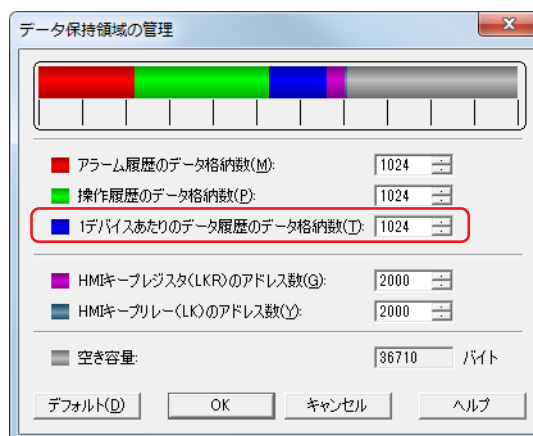 データ保持領域の管理
アラーム履歴のデータ格納数(M): 1024
操作履歴のデータ格納数(P): 1024
1デバイスあたりのデータ履歴のデータ格納数(T): 1024
HMIキープレジスタ(LKR)のアドレス数(G): 2000
HMIキープリレー(LK)のアドレス数(Y): 2000
空き容量: 36710 バイト
デフォルト(D) OK キャンセル ヘルプ